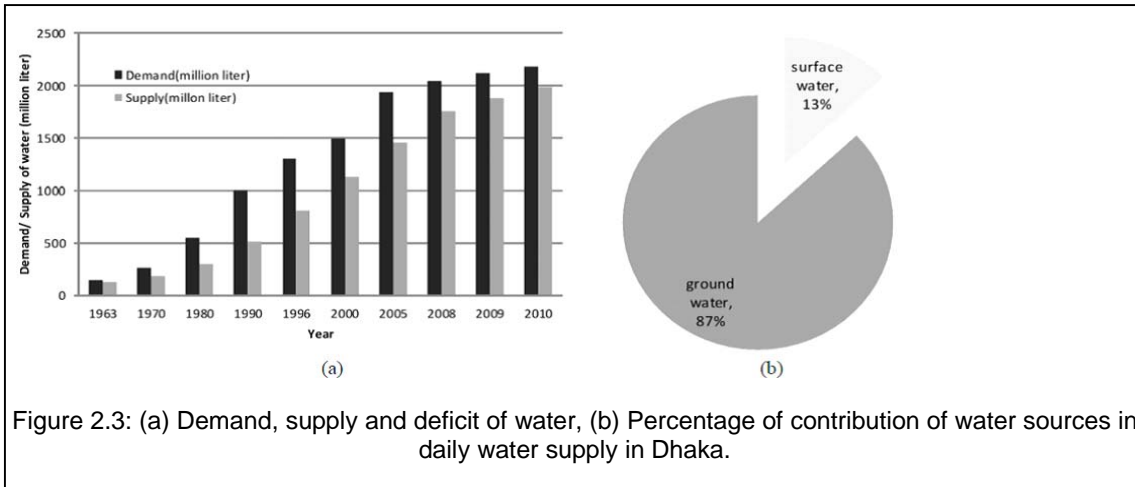 2500
2000
1500
1000
500
0
Demand/ Supply of water (million liter)
Demand(million liter)
Supply(millon liter)
1963 1970 1980 1990 1996 2000 2005 2008 2009 2010
Year
(a)
surface
water,
13%
ground
water,
87%
(b)
Figure 2.3: (a) Demand, supply and deficit of water, (b) Percentage of contribution of water sources in
daily water supply in Dhaka.